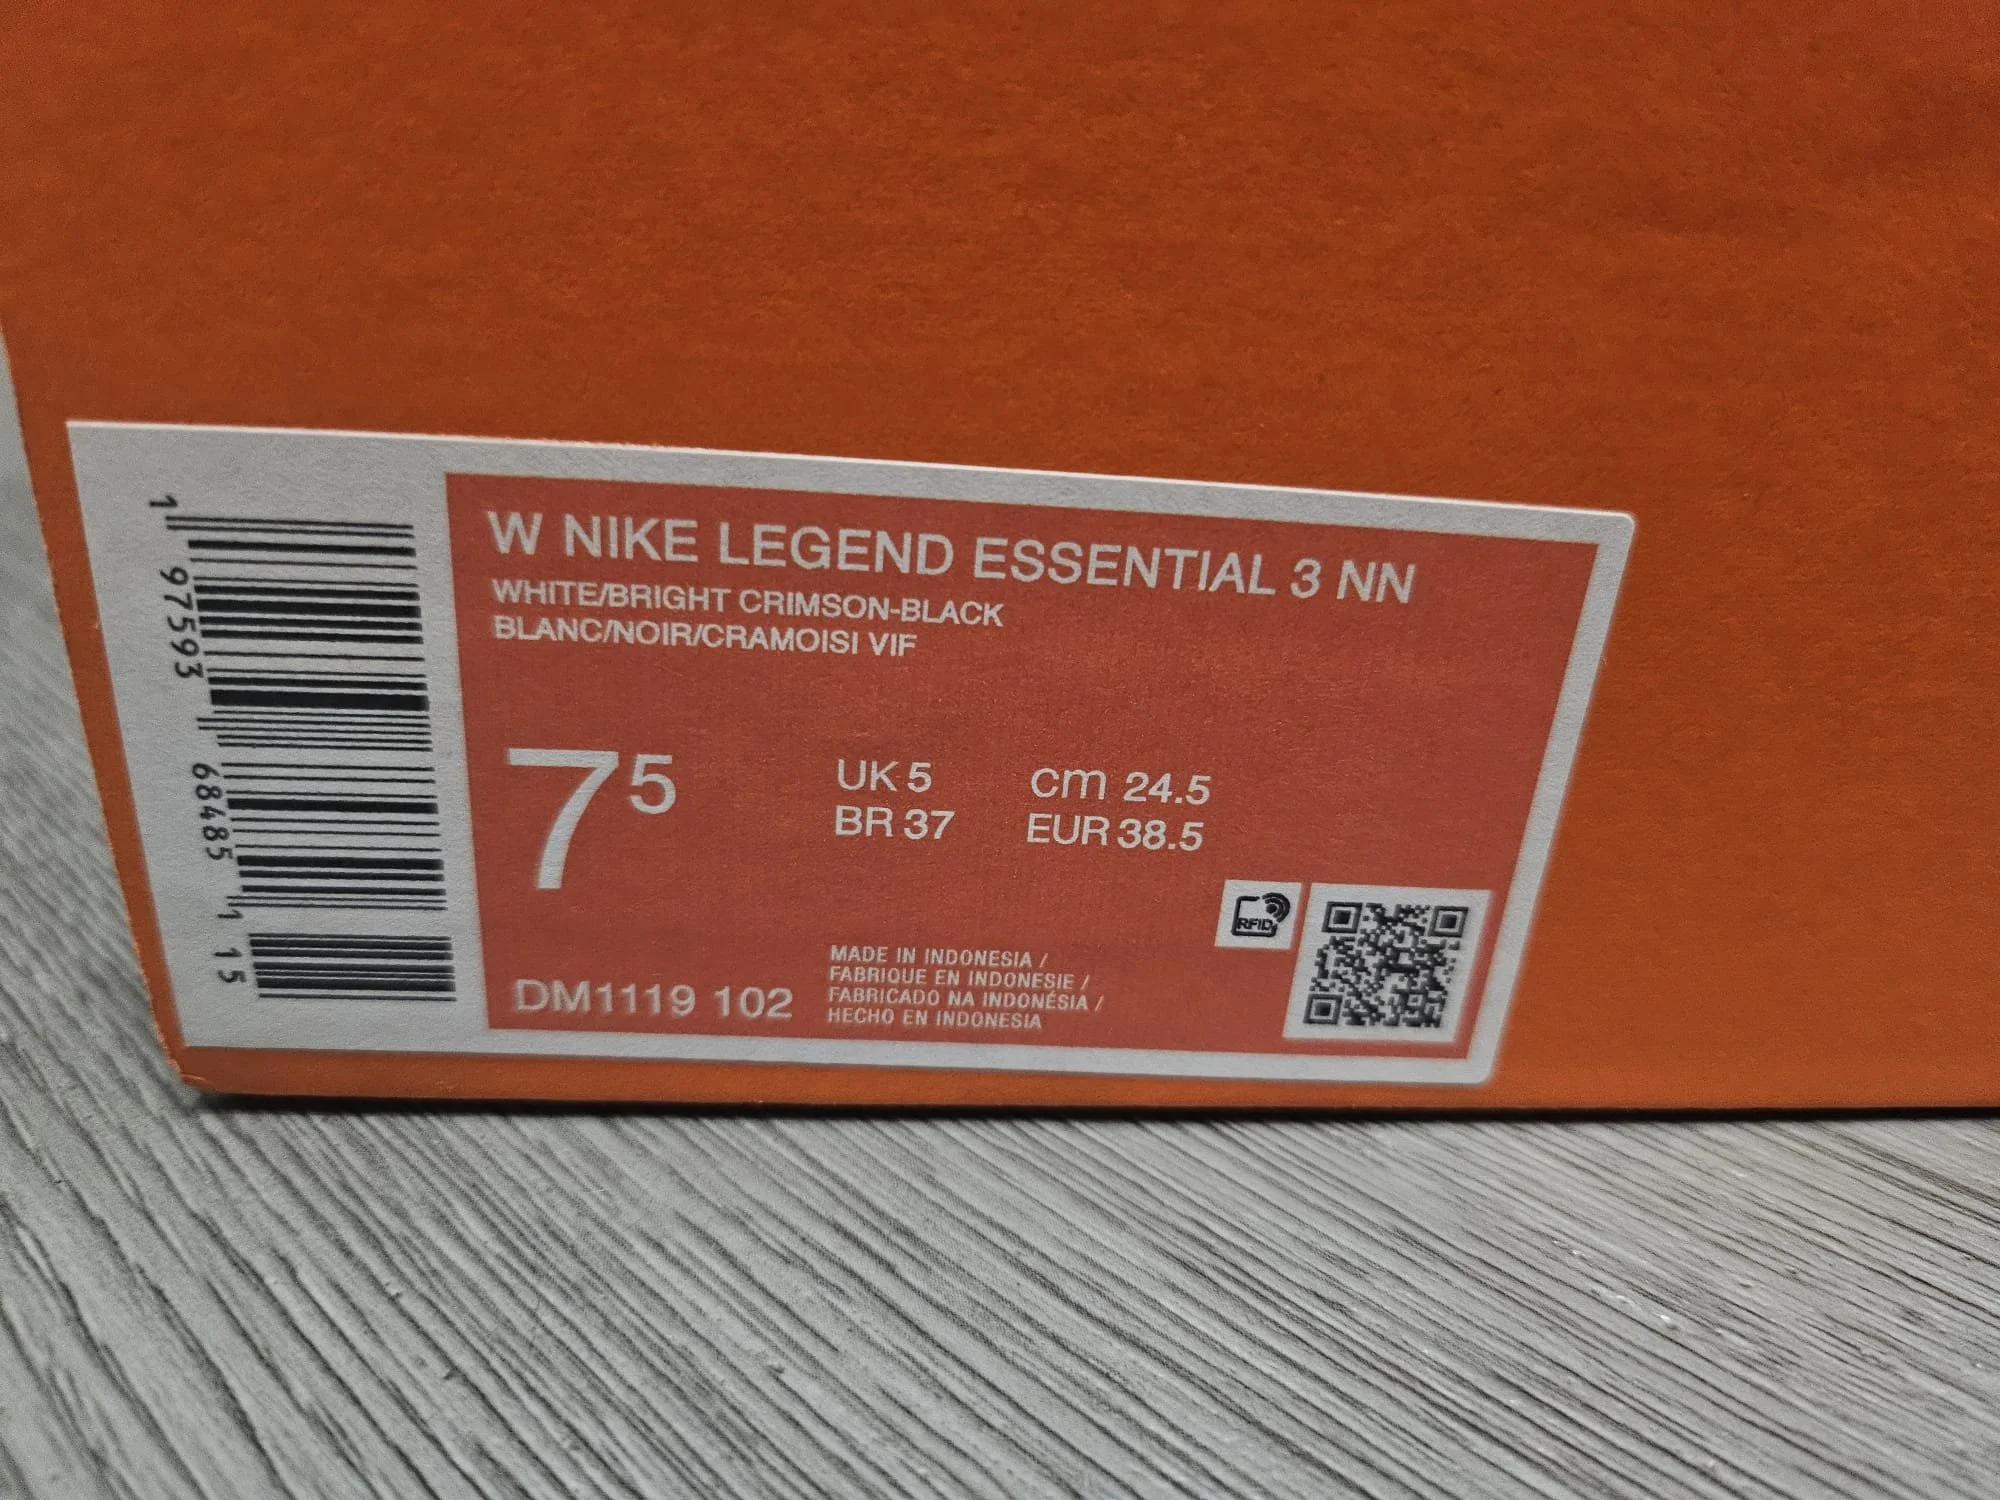 W NIKE LEGEND ESSENTIAL 3 NN
WHITE/BRIGHT CRIMSON-BLACK
BLANC/NOIR/CRAMOISI VIF
7 5
UK 5
cm 24.5
BR 37
EUR 38.5
RFID
DM1119 102
MADE IN INDONESIA /
FABRIQUE EN INDONESIE /
FABRICADO NA INDONÉSIA /
HECHO EN INDONESIA
1 97593 68485 1 15